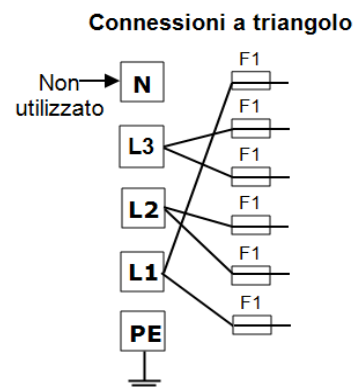 Connessioni a triangolo
F1
Non
utilizzato
N
F1
L3
F1
F1
L2
F1
L1
F1
PE